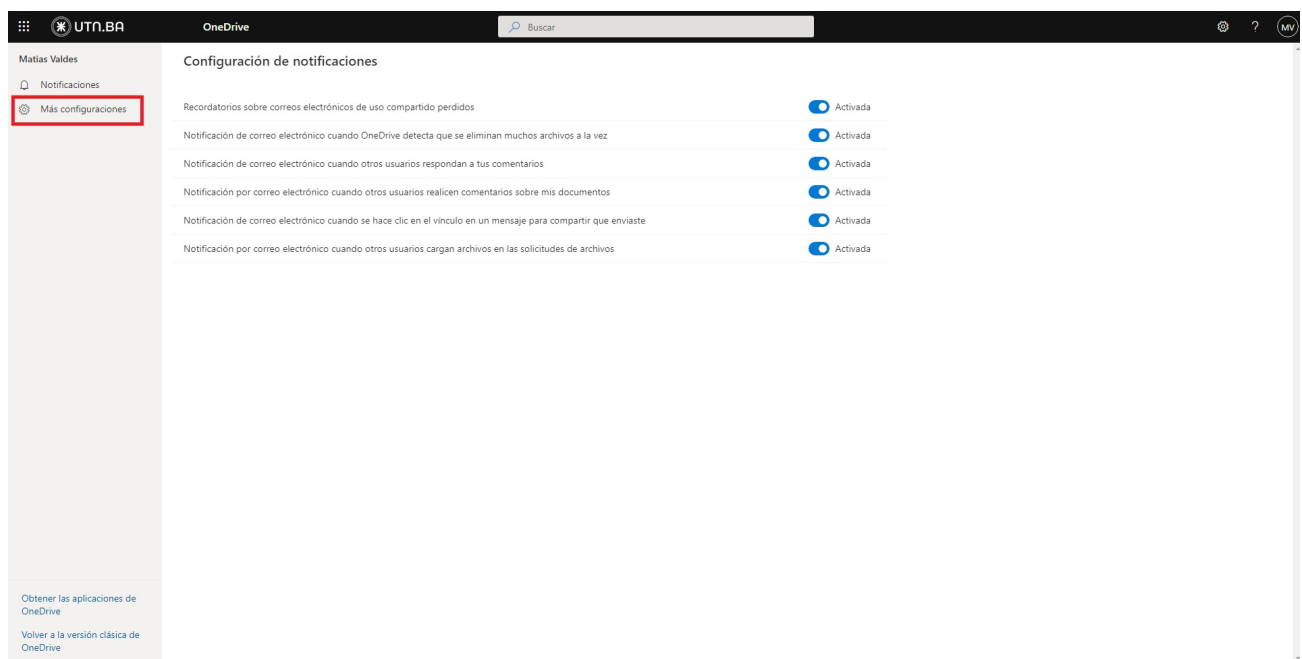 UTN.BA
OneDrive
Buscar
?
MV
Matias Valdes
Notificaciones
Más configuraciones
Configuración de notificaciones
Recordatorios sobre correos electrónicos de uso compartido perdidos Activada
Notificación de correo electrónico cuando OneDrive detecta que se eliminan muchos archivos a la vez Activada
Notificación de correo electrónico cuando otros usuarios respondan a tus comentarios Activada
Notificación por correo electrónico cuando otros usuarios realicen comentarios sobre mis documentos Activada
Notificación de correo electrónico cuando se hace clic en el vínculo en un mensaje para compartir que enviaste Activada
Notificación por correo electrónico cuando otros usuarios cargan archivos en las solicitudes de archivos Activada
Obtener las aplicaciones de
OneDrive
Volver a la versión clásica de
OneDrive